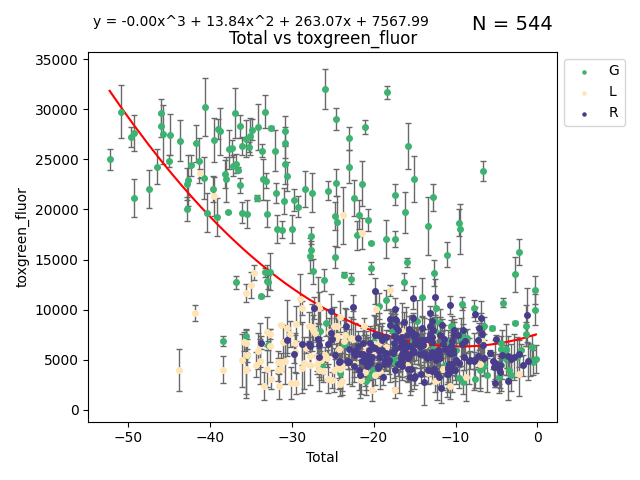 y = -0.00x^3 + 13.84x^2 + 263.07x + 7567.99
N = 544
Total vs toxgreen_fluor
35000
30000
25000
20000
15000
10000
5000
0
toxgreen_fluor
−50
−40
−30
−20
−10
0
Total
G
L
R